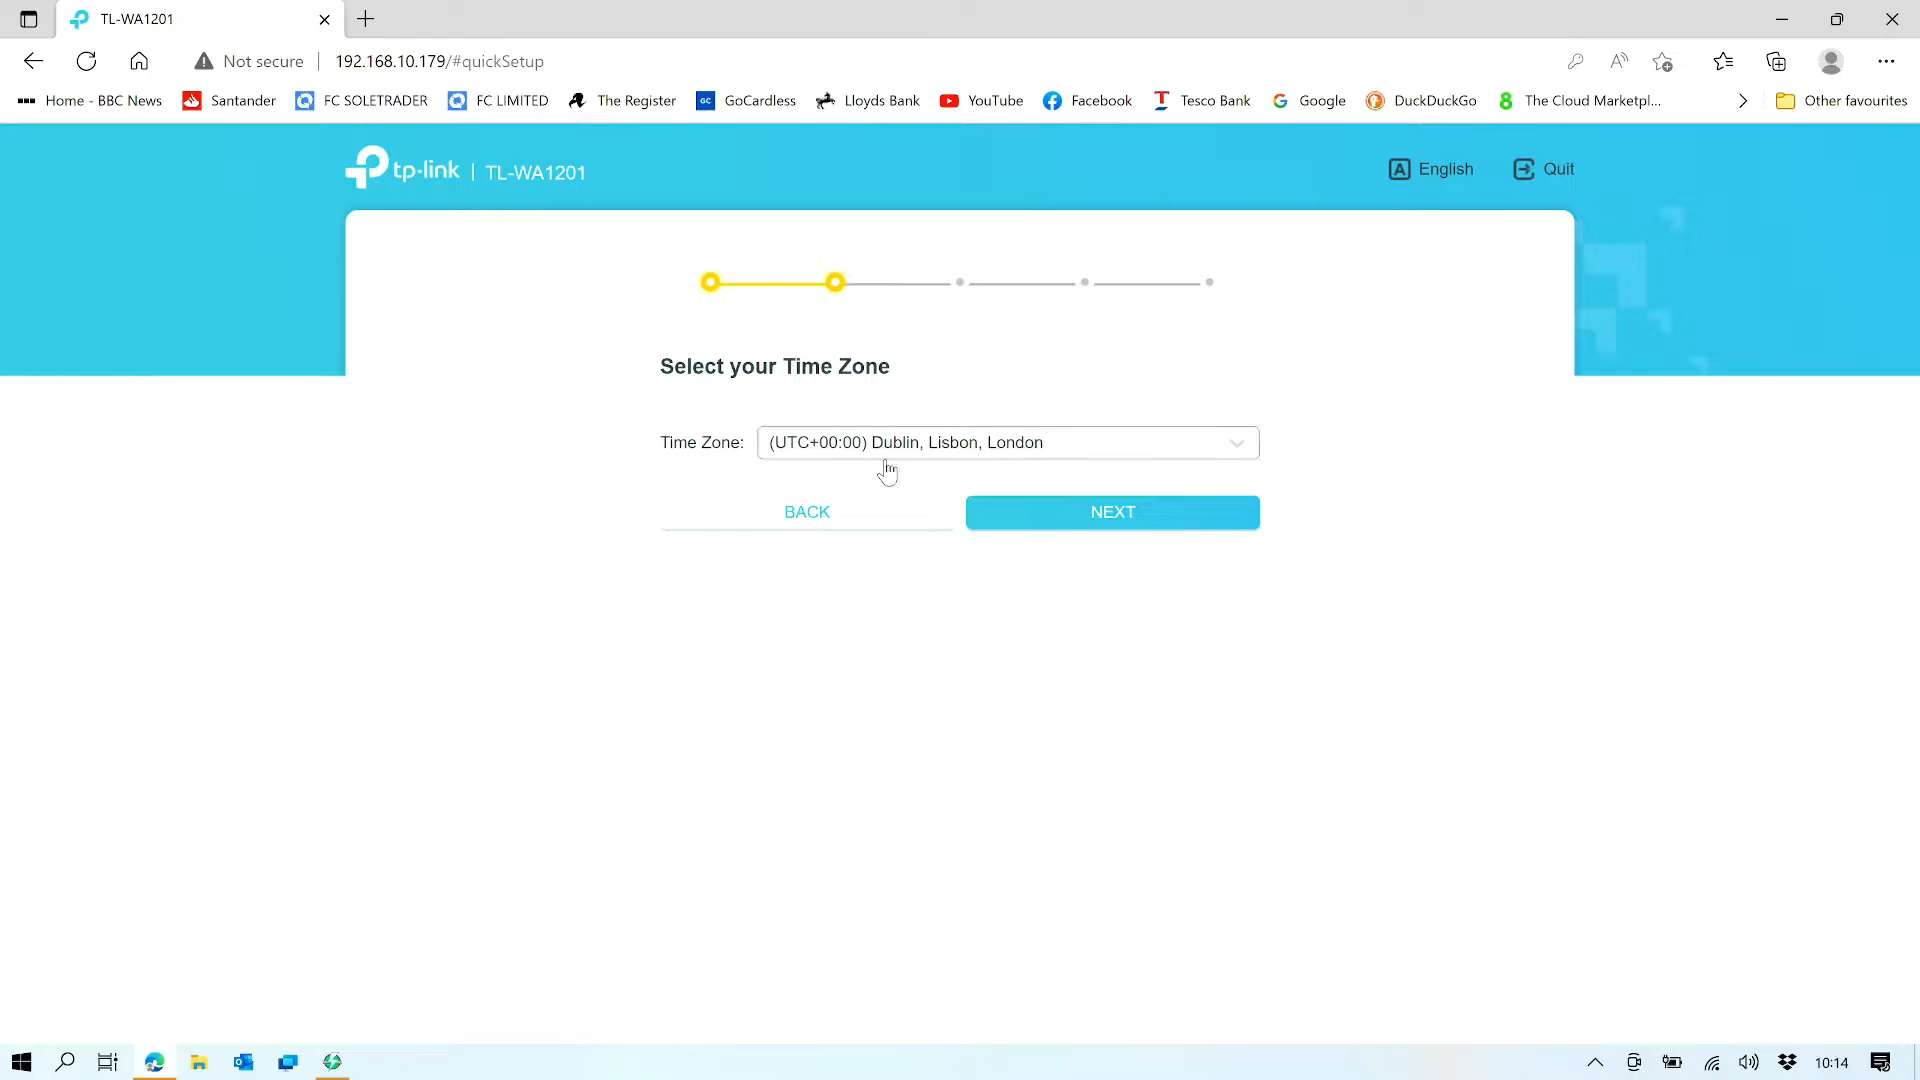 TL-WA1201
Not secure
192.168.10.179/#quickSetup
Home - BBC News
Santander
FC SOLETRADER
FC LIMITED
The Register
GC
GoCardless
Lloyds Bank
YouTube
Facebook
Tesco Bank
Google
DuckDuckGo
The Cloud Marketpl...
Other favourites
tp-link | TL-WA1201
A English
Quit
Select your Time Zone
Time Zone:
(UTC+00:00) Dublin, Lisbon, London
BACK
NEXT
10:14